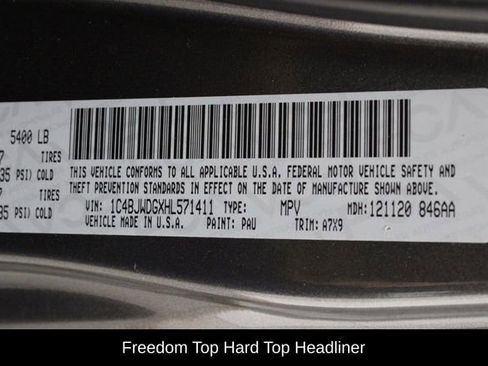 5400 LB
7 TIRES
35 PSI) COLD
THIS VEHICLE CONFORMS TO ALL APPLICABLE U.S.A. FEDERAL MOTOR VEHICLE SAFETY AND
7 TIRES
THEFT PREVENTION STANDARDS IN EFFECT ON THE DATE OF MANUFACTURE SHOWN ABOVE.
35 PSI) COLD
VIN: 1C4BJWDGXHL571411 TYPE: MPV MDH: 121120 846AA
VEHICLE MADE IN U.S.A. PAINT: PAU TRIM: A7X9
Freedom Top Hard Top Headliner